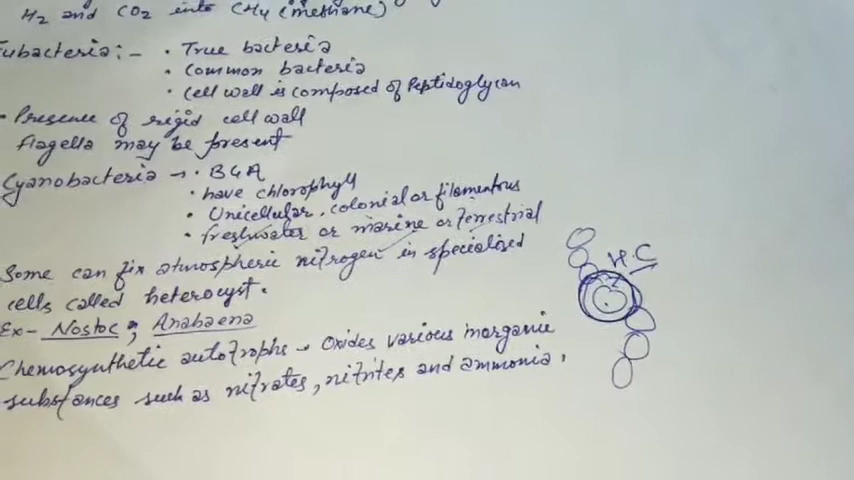 H2 and CO2 into CH4 (methane)
Eubacteria:- • True bacteria
• Common bacteria
• Cell wall is composed of Peptidoglycan
• Presence of rigid cell wall
Flagella may be present
Cyanobacteria → • BGA
• have chlorophyll
• Unicellular, colonial or filamentous
• freshwater or marine or Terrestrial
Some can fix atmospheric nitrogen in specialised
cells called heterocyst.
H.C
Ex- Nostoc, Anabaena
Chemosynthetic autotrophs → Oxides various inorganic
substances such as nitrates, nitrites and ammonia.